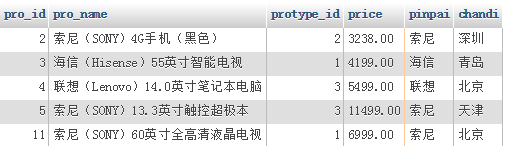 pro_id pro_name protype_id price pinpai chandi
2 索尼（SONY）4G手机（黑色） 2 3238.00 索尼 深圳
3 海信（Hisense）55英寸智能电视 1 4199.00 海信 青岛
4 联想（Lenovo）14.0英寸笔记本电脑 3 5499.00 联想 北京
5 索尼（SONY）13.3英寸触控超极本 3 11499.00 索尼 天津
11 索尼（SONY）60英寸全高清液晶电视 1 6999.00 索尼 北京